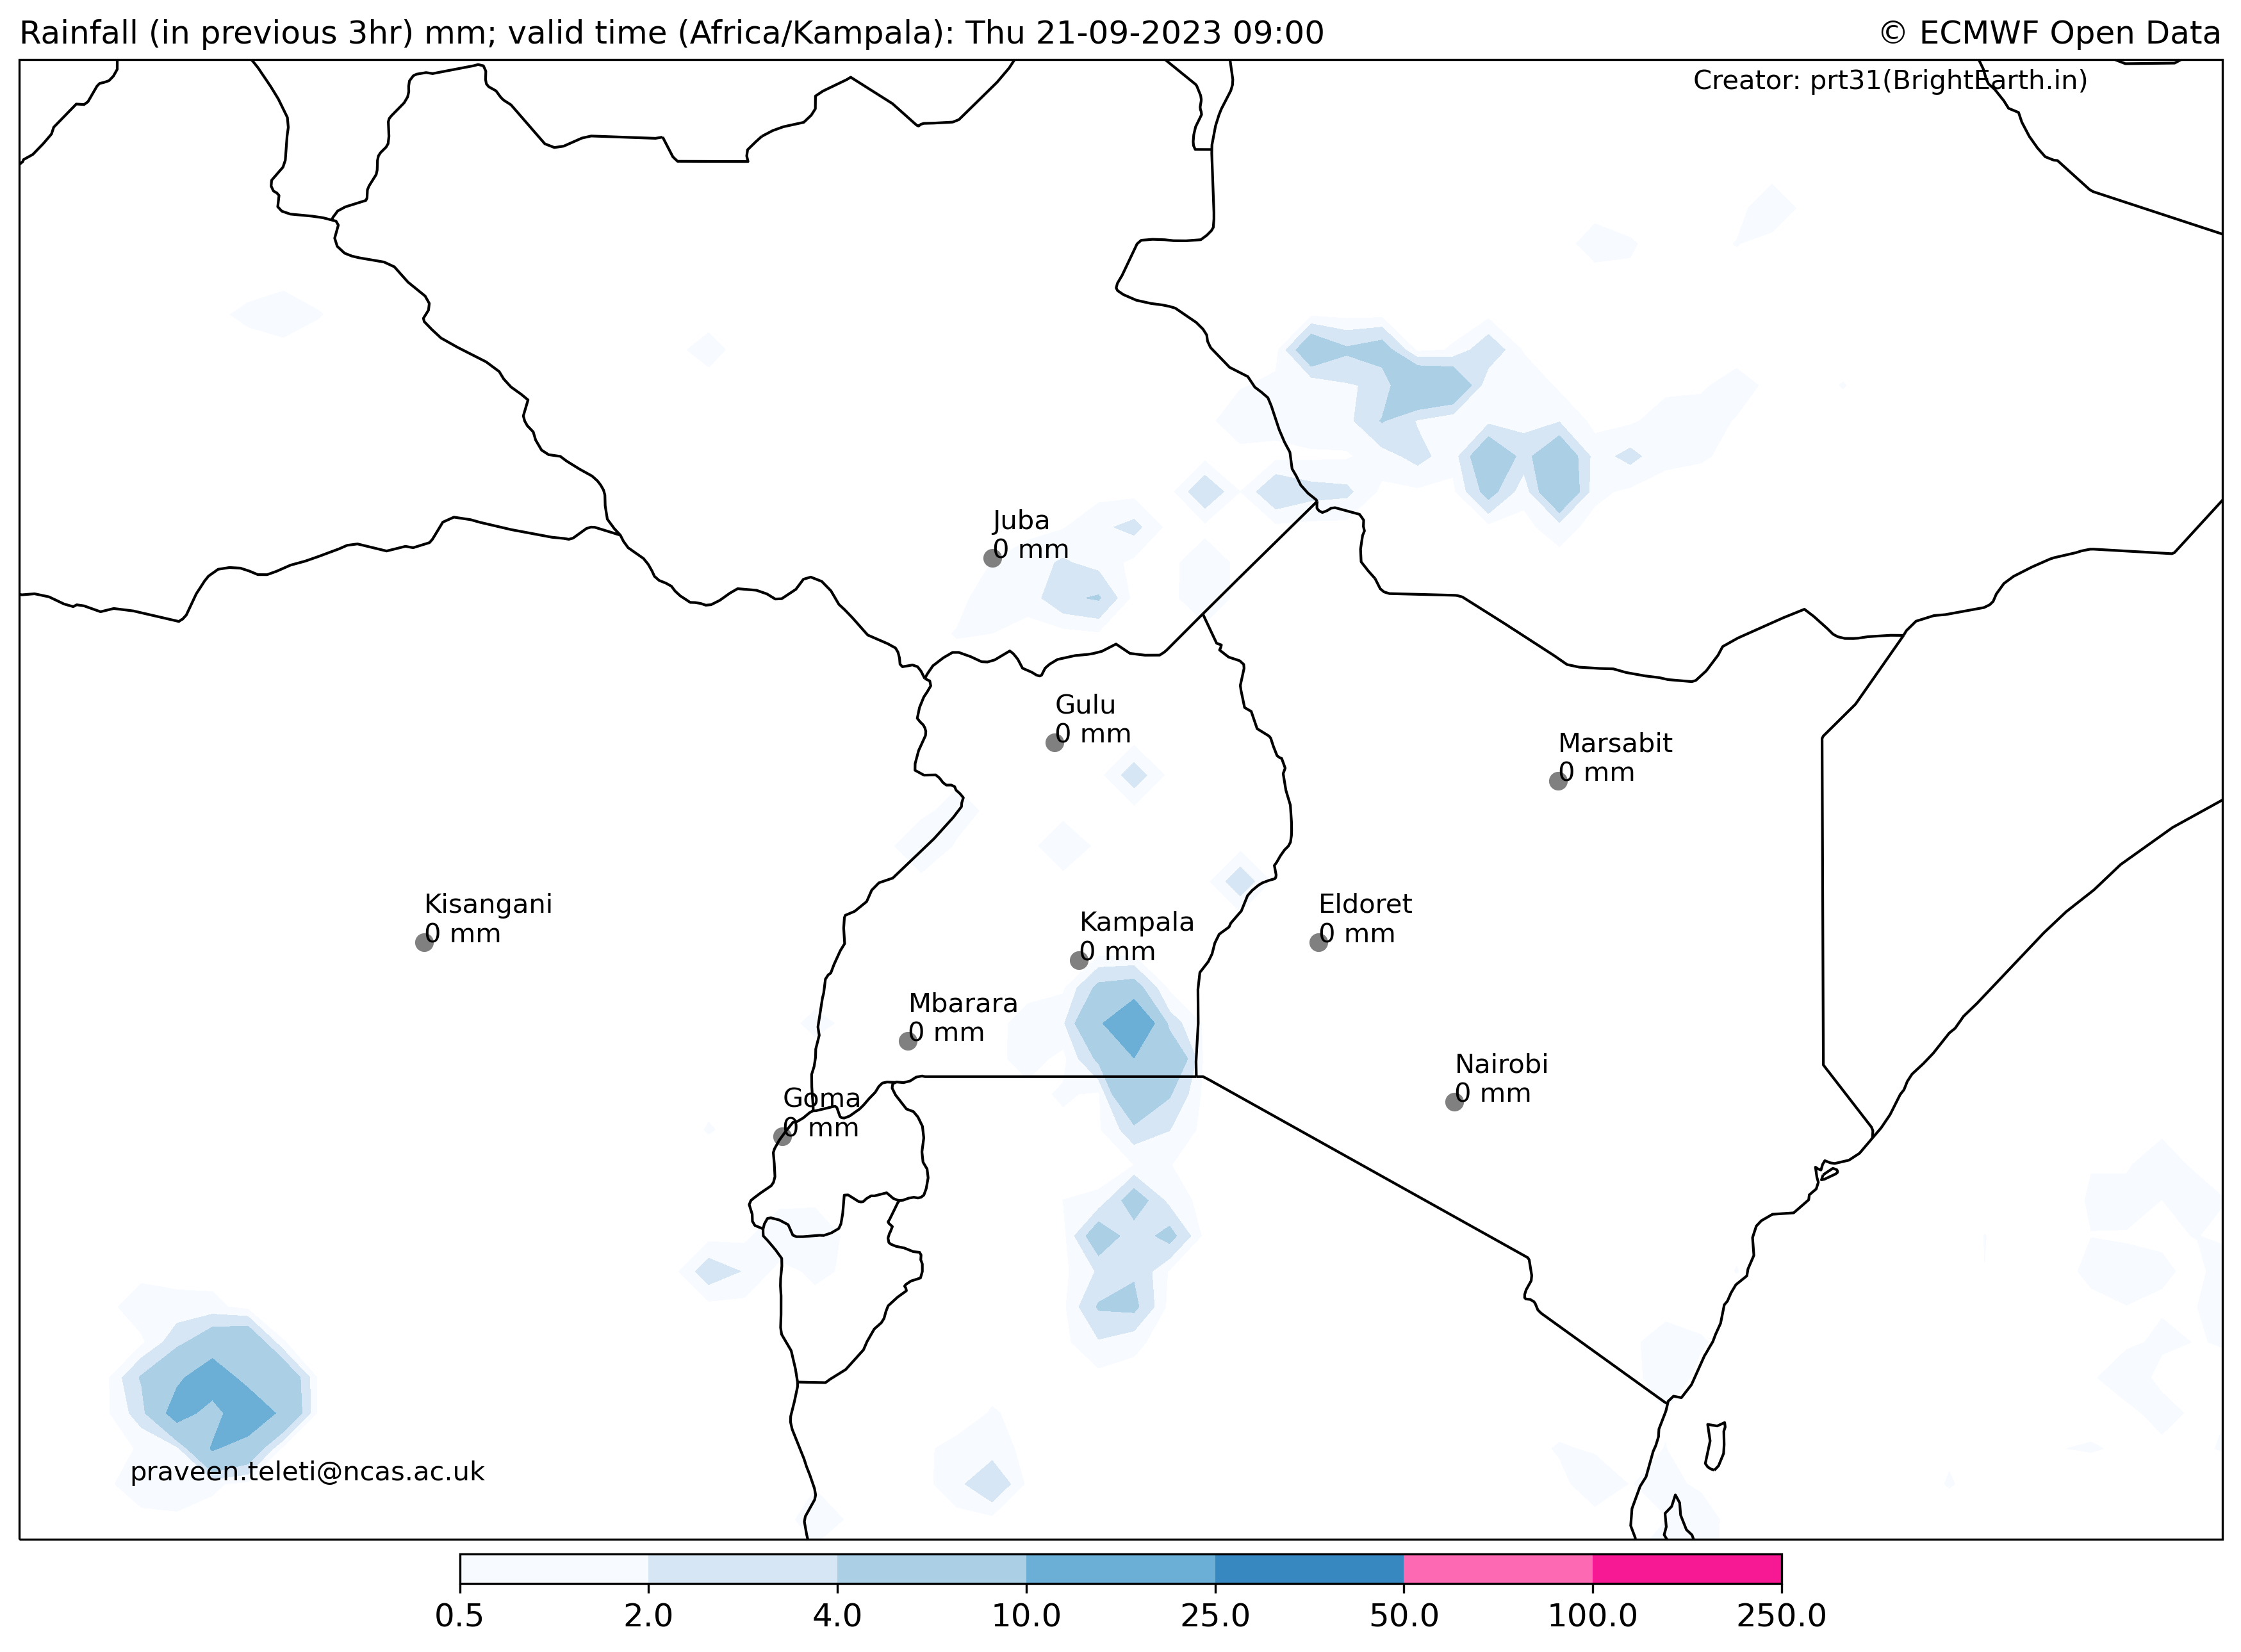 Rainfall (in previous 3hr) mm; valid time (Africa/Kampala): Thu 21-09-2023 09:00
© ECMWF Open Data
Creator: prt31(BrightEarth.in)
Juba
0 mm
Gulu
0 mm
Marsabit
0 mm
Kisangani
0 mm
Kampala
0 mm
Eldoret
0 mm
Mbarara
0 mm
Nairobi
0 mm
Goma
0 mm
praveen.teleti@ncas.ac.uk
0.5 2.0 4.0 10.0 25.0 50.0 100.0 250.0